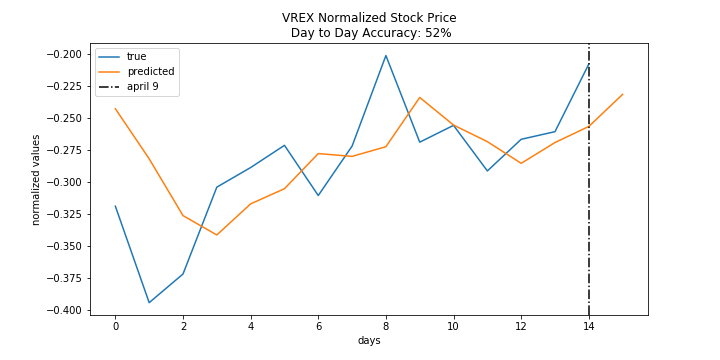 VREX Normalized Stock Price
Day to Day Accuracy: 52%
true
predicted
april 9
normalized values
−0.200
−0.225
−0.250
−0.275
−0.300
−0.325
−0.350
−0.375
−0.400
0 2 4 6 8 10 12 14
days